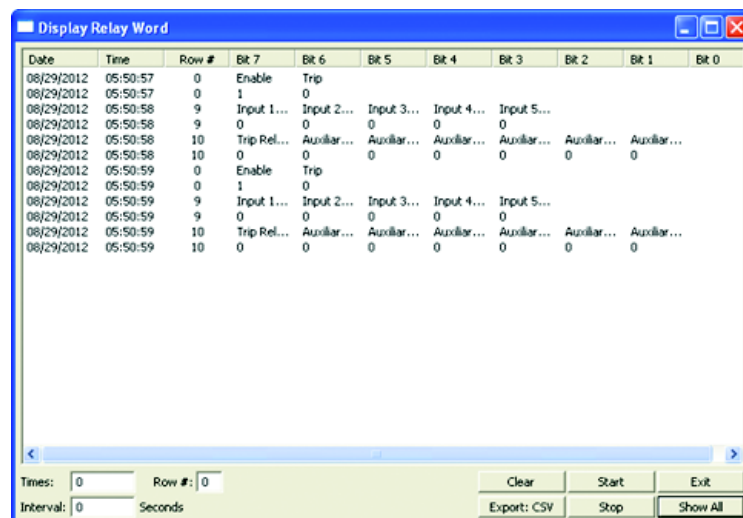 Display Relay Word
Date Time Row # Bit 7 Bit 6 Bit 5 Bit 4 Bit 3 Bit 2 Bit 1 Bit 0
08/29/2012 05:50:57 0 Enable Trip
08/29/2012 05:50:57 0 1 0
08/29/2012 05:50:58 9 Input 1... Input 2... Input 3... Input 4... Input 5...
08/29/2012 05:50:58 9 0 0 0 0 0
08/29/2012 05:50:58 10 Trip Rel... Auxiliar... Auxiliar... Auxiliar... Auxiliar... Auxiliar... Auxiliar...
08/29/2012 05:50:58 10 0 0 0 0 0 0 0
08/29/2012 05:50:59 0 Enable Trip
08/29/2012 05:50:59 0 1 0
08/29/2012 05:50:59 9 Input 1... Input 2... Input 3... Input 4... Input 5...
08/29/2012 05:50:59 9 0 0 0 0 0
08/29/2012 05:50:59 10 Trip Rel... Auxiliar... Auxiliar... Auxiliar... Auxiliar... Auxiliar... Auxiliar...
08/29/2012 05:50:59 10 0 0 0 0 0 0 0
Times: 0 Row #: 0 Clear Start Exit
Interval: 0 Seconds Export: CSV Stop Show All